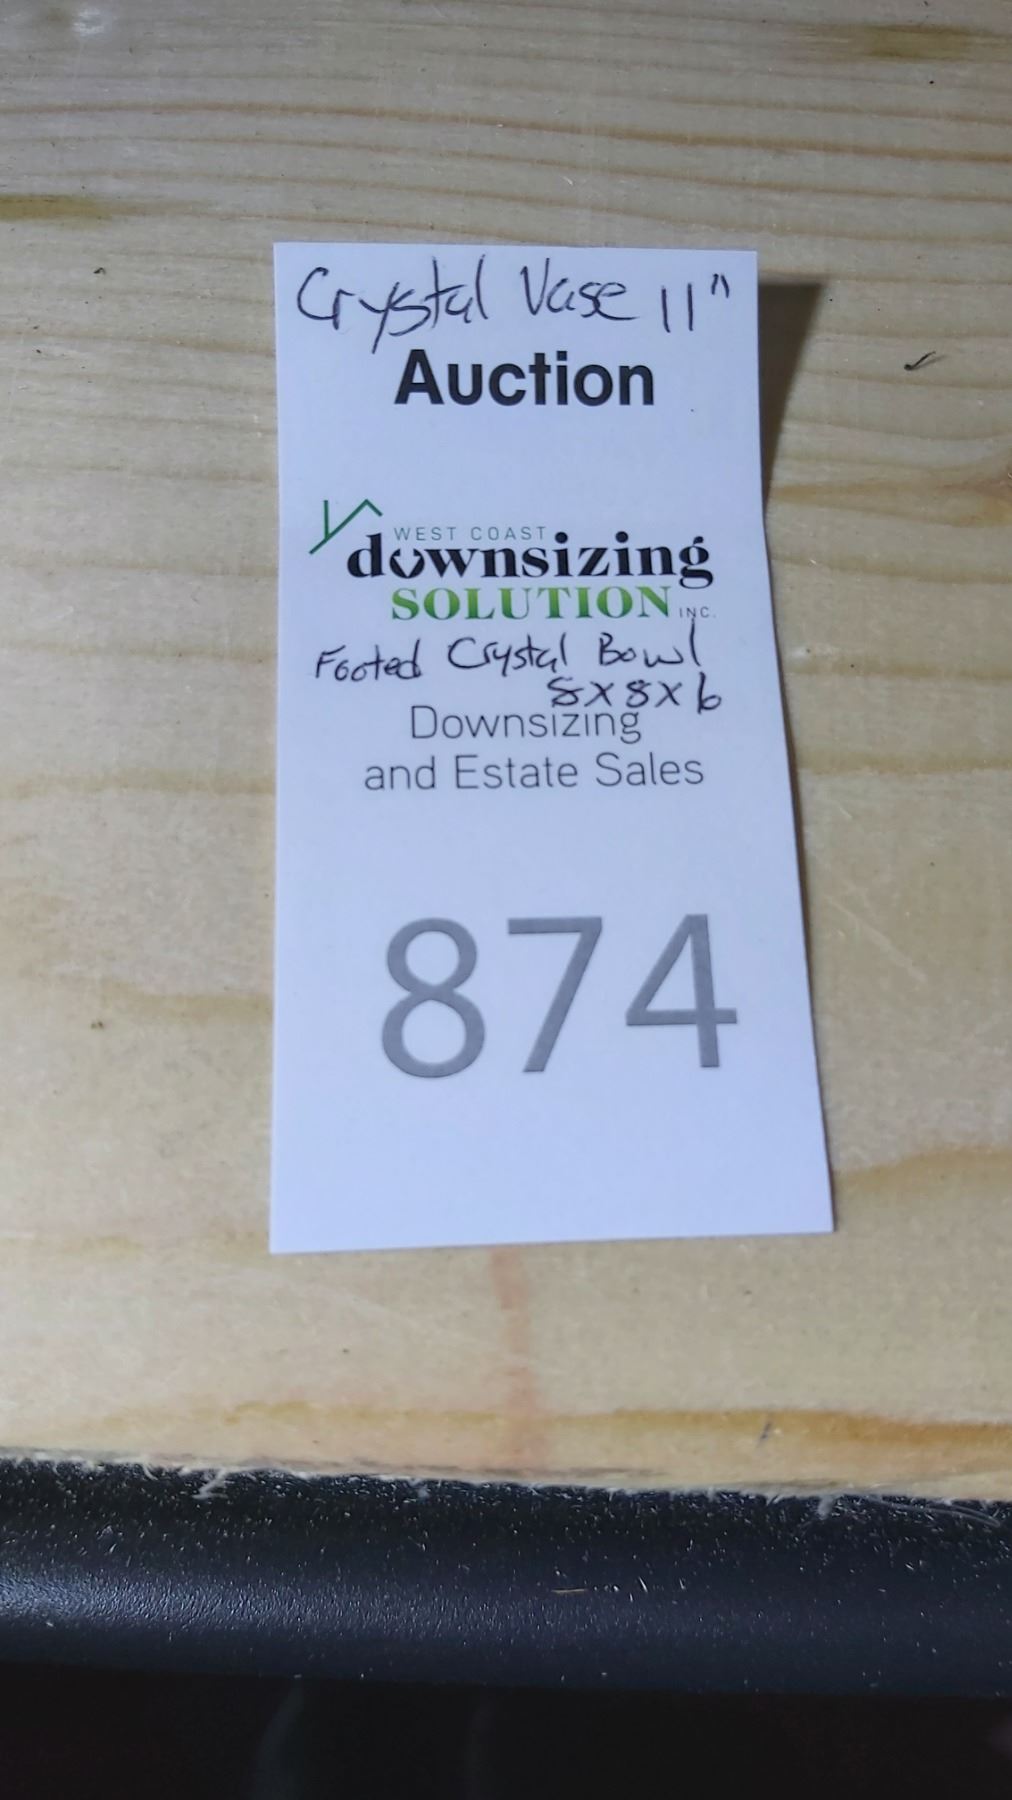 Crystal Vase 11"
Auction
WEST COAST
downsizing
SOLUTION INC.
Footed Crystal Bowl
8x8x6
Downsizing
and Estate Sales
874